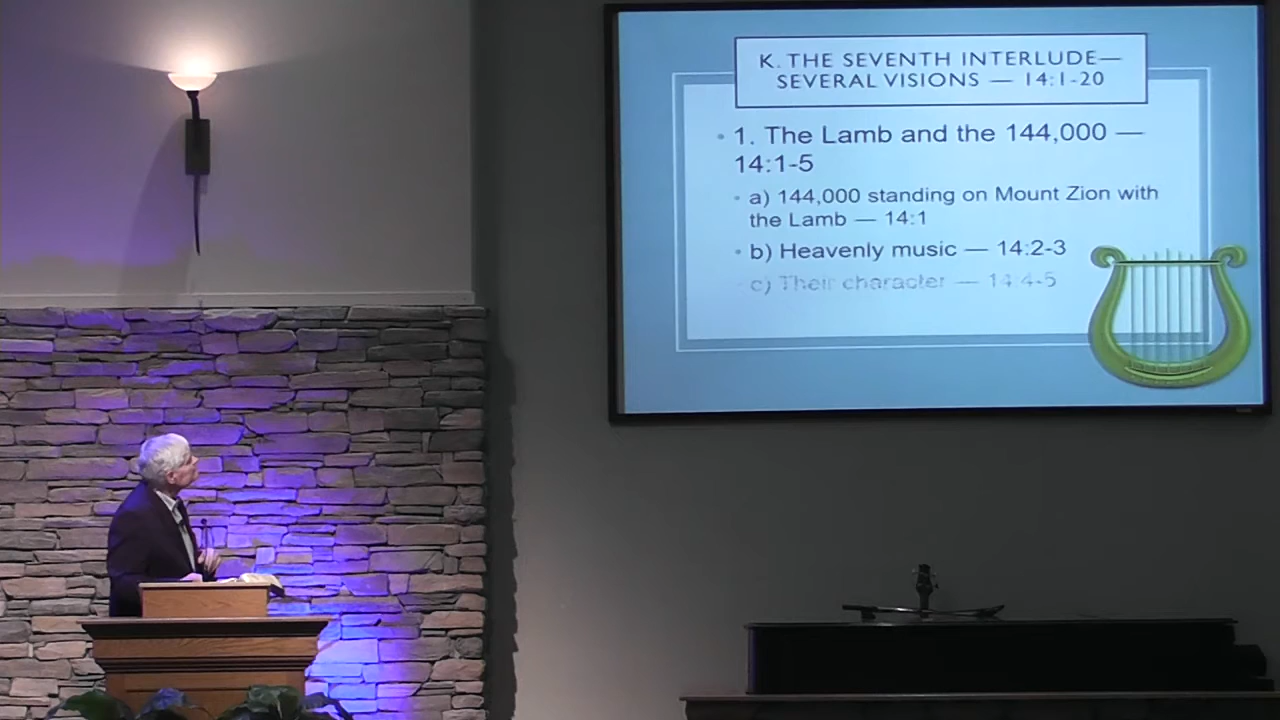 K. THE SEVENTH INTERLUDE—
SEVERAL VISIONS — 14:1-20
• 1. The Lamb and the 144,000 —
14:1-5
• a) 144,000 standing on Mount Zion with
the Lamb — 14:1
• b) Heavenly music — 14:2-3
c) Their character — 14:4-5